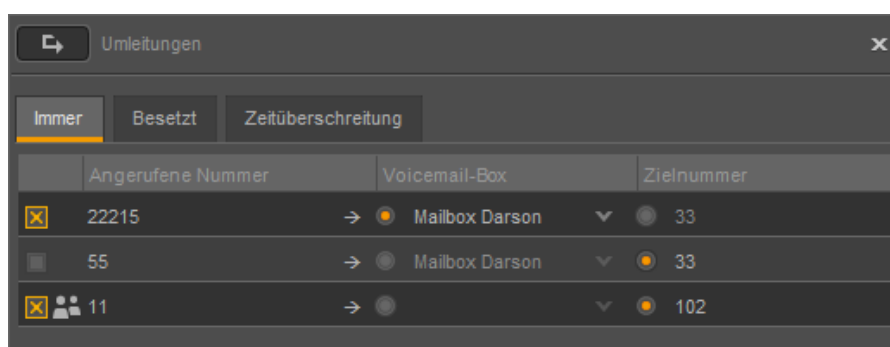 Umleitungen
Immer Besetzt Zeitüberschreitung
Angerufene Nummer Voicemail-Box Zielnummer
22215 → Mailbox Darson 33
55 → Mailbox Darson 33
11 → 102